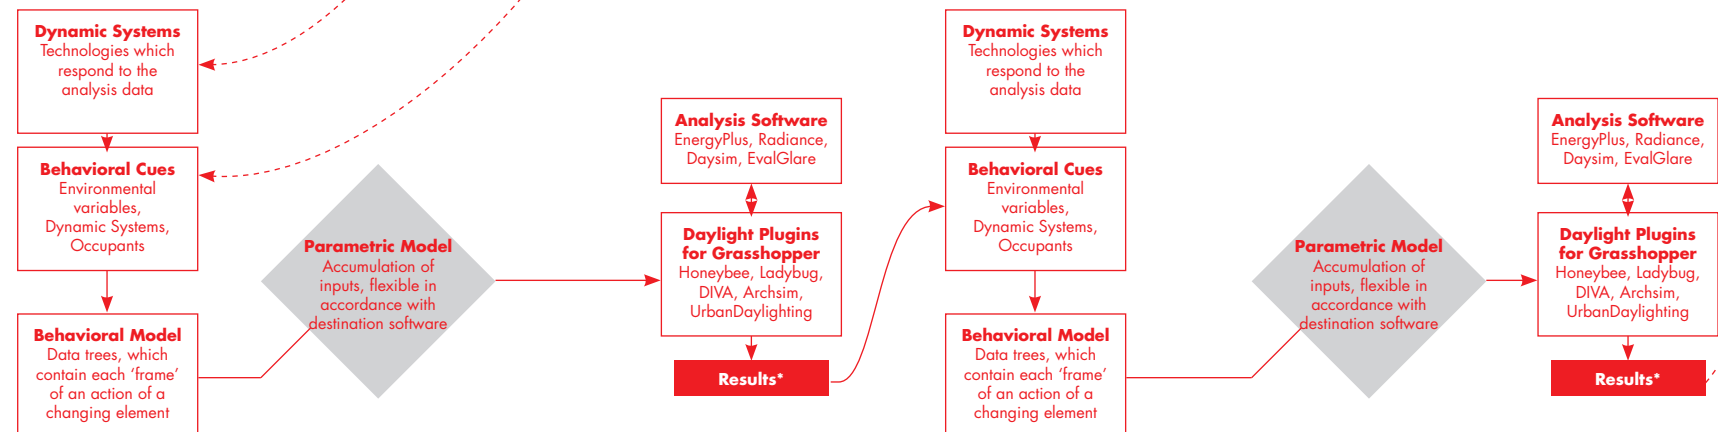 Dynamic Systems
Technologies which
respond to the
analysis data
Behavioral Cues
Environmental
variables,
Dynamic Systems,
Occupants
Behavioral Model
Data trees, which
contain each ‘frame’
of an action of a
changing element
Parametric Model
Accumulation of
inputs, flexible in
accordance with
destination software
Analysis Software
EnergyPlus, Radiance,
Daysim, EvalGlare
Daylight Plugins
for Grasshopper
Honeybee, Ladybug,
DIVA, Archsim,
UrbanDaylighting
Results*
Dynamic Systems
Technologies which
respond to the
analysis data
Behavioral Cues
Environmental
variables,
Dynamic Systems,
Occupants
Behavioral Model
Data trees, which
contain each ‘frame’
of an action of a
changing element
Parametric Model
Accumulation of
inputs, flexible in
accordance with
destination software
Analysis Software
EnergyPlus, Radiance,
Daysim, EvalGlare
Daylight Plugins
for Grasshopper
Honeybee, Ladybug,
DIVA, Archsim,
UrbanDaylighting
Results*